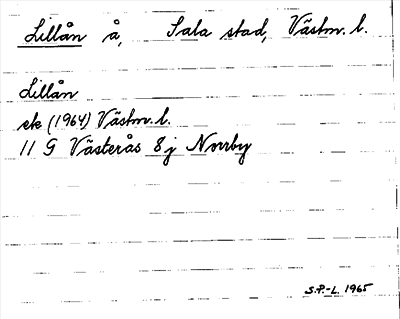 Lillån å, Sala stad, Västm. l.
Lillån
ek (1964) Västm. l.
11 G Västerås 8 j Norrby
S.P.-L. 1965